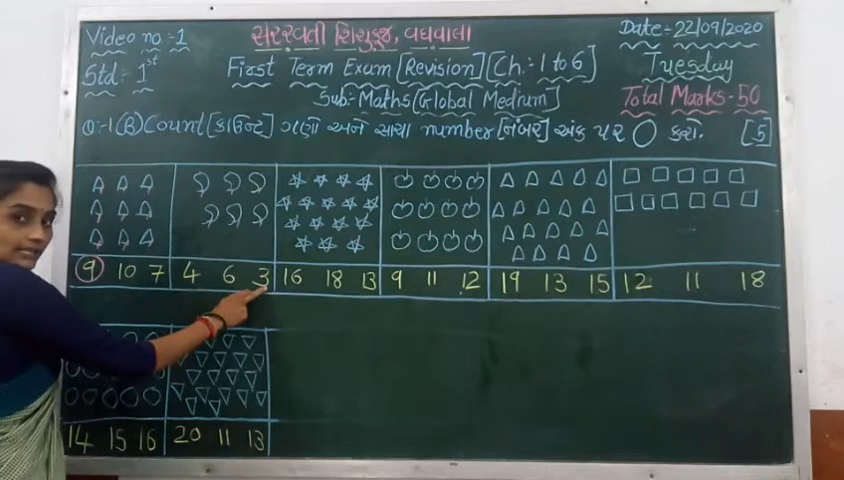 Video no :- 1
સરસ્વતી શિશુકુંજ, વઘવાલા
Date:- 22/09/2020
Std:- 1st
First Term Exam [Revision] [Ch.: 1 to 6]
Tuesday
Sub:- Maths [Global Medium]
Total Marks - 50
Q:-1 (B) Count [કાઉન્ટ] ગણો અને સાચા number [નંબર] અંક પર ◯ કરો. [5]
9 10 7 4 6 3 16 18 13 9 11 12 19 13 15 12 11 18
14 15 16 20 11 13